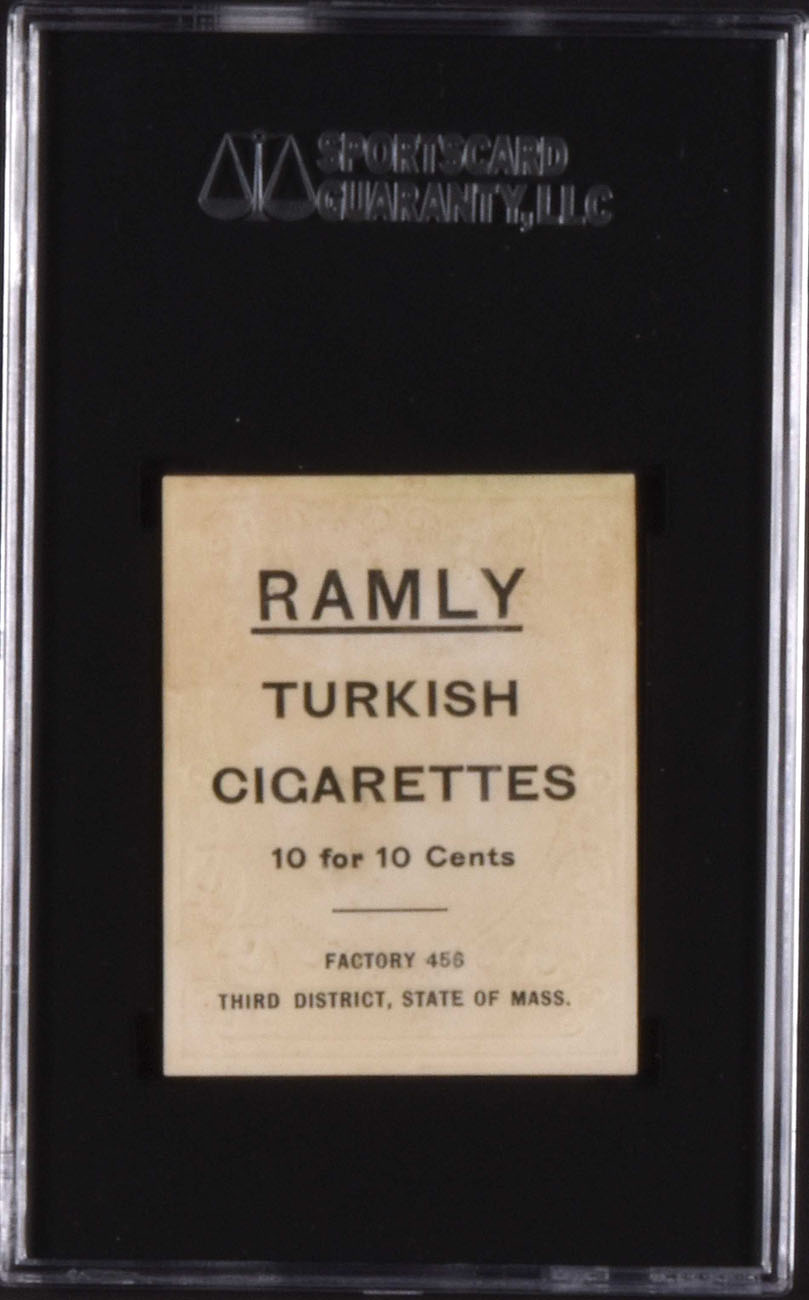 SPORTSCARD
GUARANTY, LLC
RAMLY
TURKISH
CIGARETTES
10 for 10 Cents
FACTORY 456
THIRD DISTRICT, STATE OF MASS.